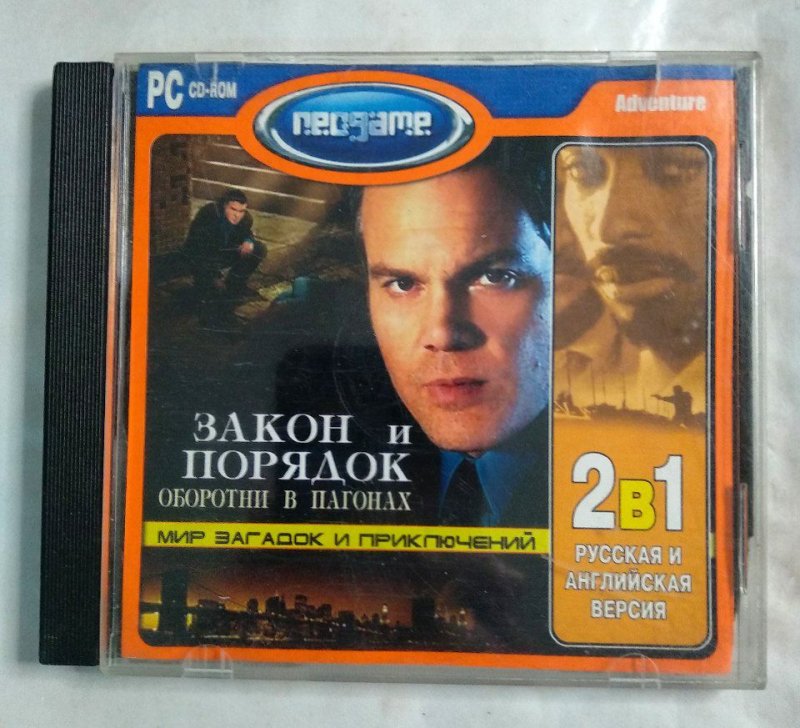 PC CD-ROM
neogame
Adventure
ЗАКОН и
ПОРЯДОК
ОБОРОТНИ В ПАГОНАХ
МИР ЗАГАДОК И ПРИКЛЮЧЕНИЙ
2в1
РУССКАЯ И
АНГЛИЙСКАЯ
ВЕРСИЯ